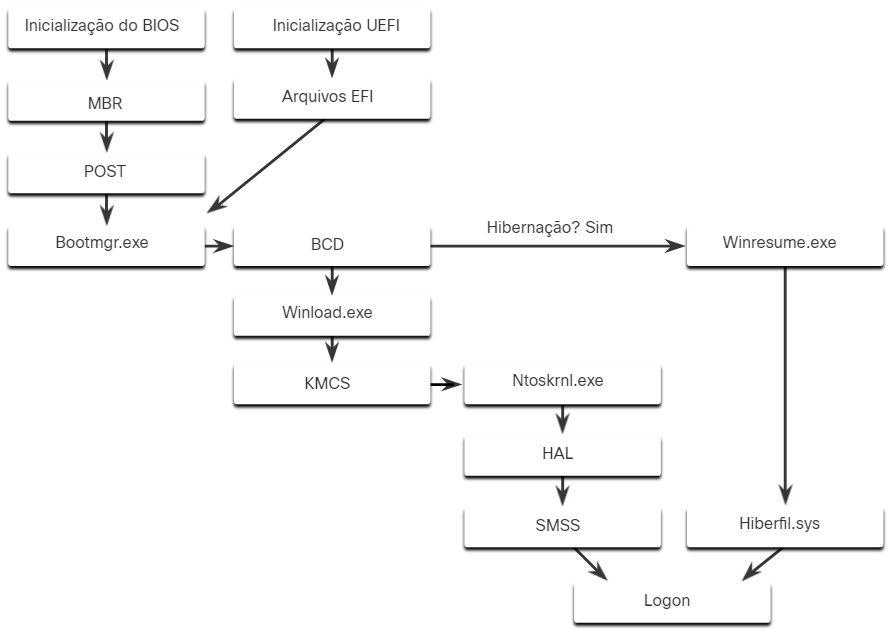 Inicialização do BIOS
Inicialização UEFI
MBR
Arquivos EFI
POST
Bootmgr.exe
BCD
Hibernação? Sim
Winresume.exe
Winload.exe
KMCS
Ntoskrnl.exe
HAL
SMSS
Hiberfil.sys
Logon